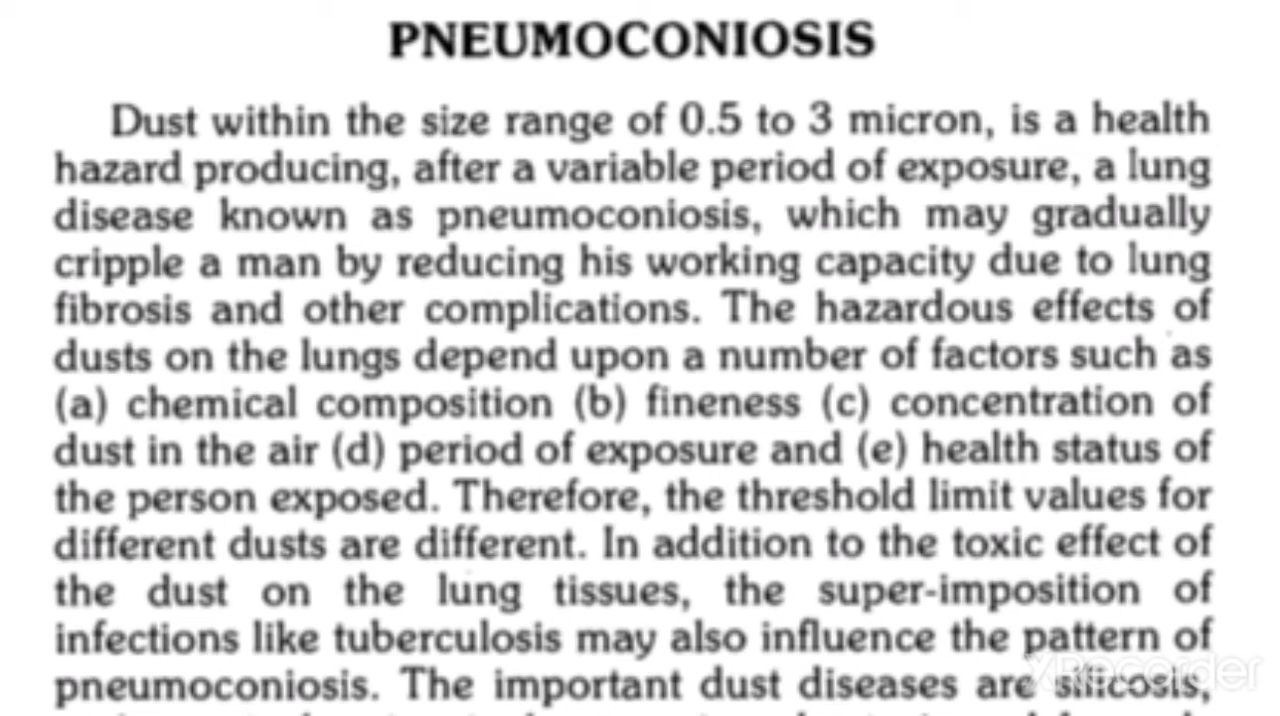 PNEUMOCONIOSIS
Dust within the size range of 0.5 to 3 micron, is a health
hazard producing, after a variable period of exposure, a lung
disease known as pneumoconiosis, which may gradually
cripple a man by reducing his working capacity due to lung
fibrosis and other complications. The hazardous effects of
dusts on the lungs depend upon a number of factors such as
(a) chemical composition (b) fineness (c) concentration of
dust in the air (d) period of exposure and (e) health status of
the person exposed. Therefore, the threshold limit values for
different dusts are different. In addition to the toxic effect of
the dust on the lung tissues, the super-imposition of
infections like tuberculosis may also influence the pattern of
pneumoconiosis. The important dust diseases are silicosis,
XRecorder